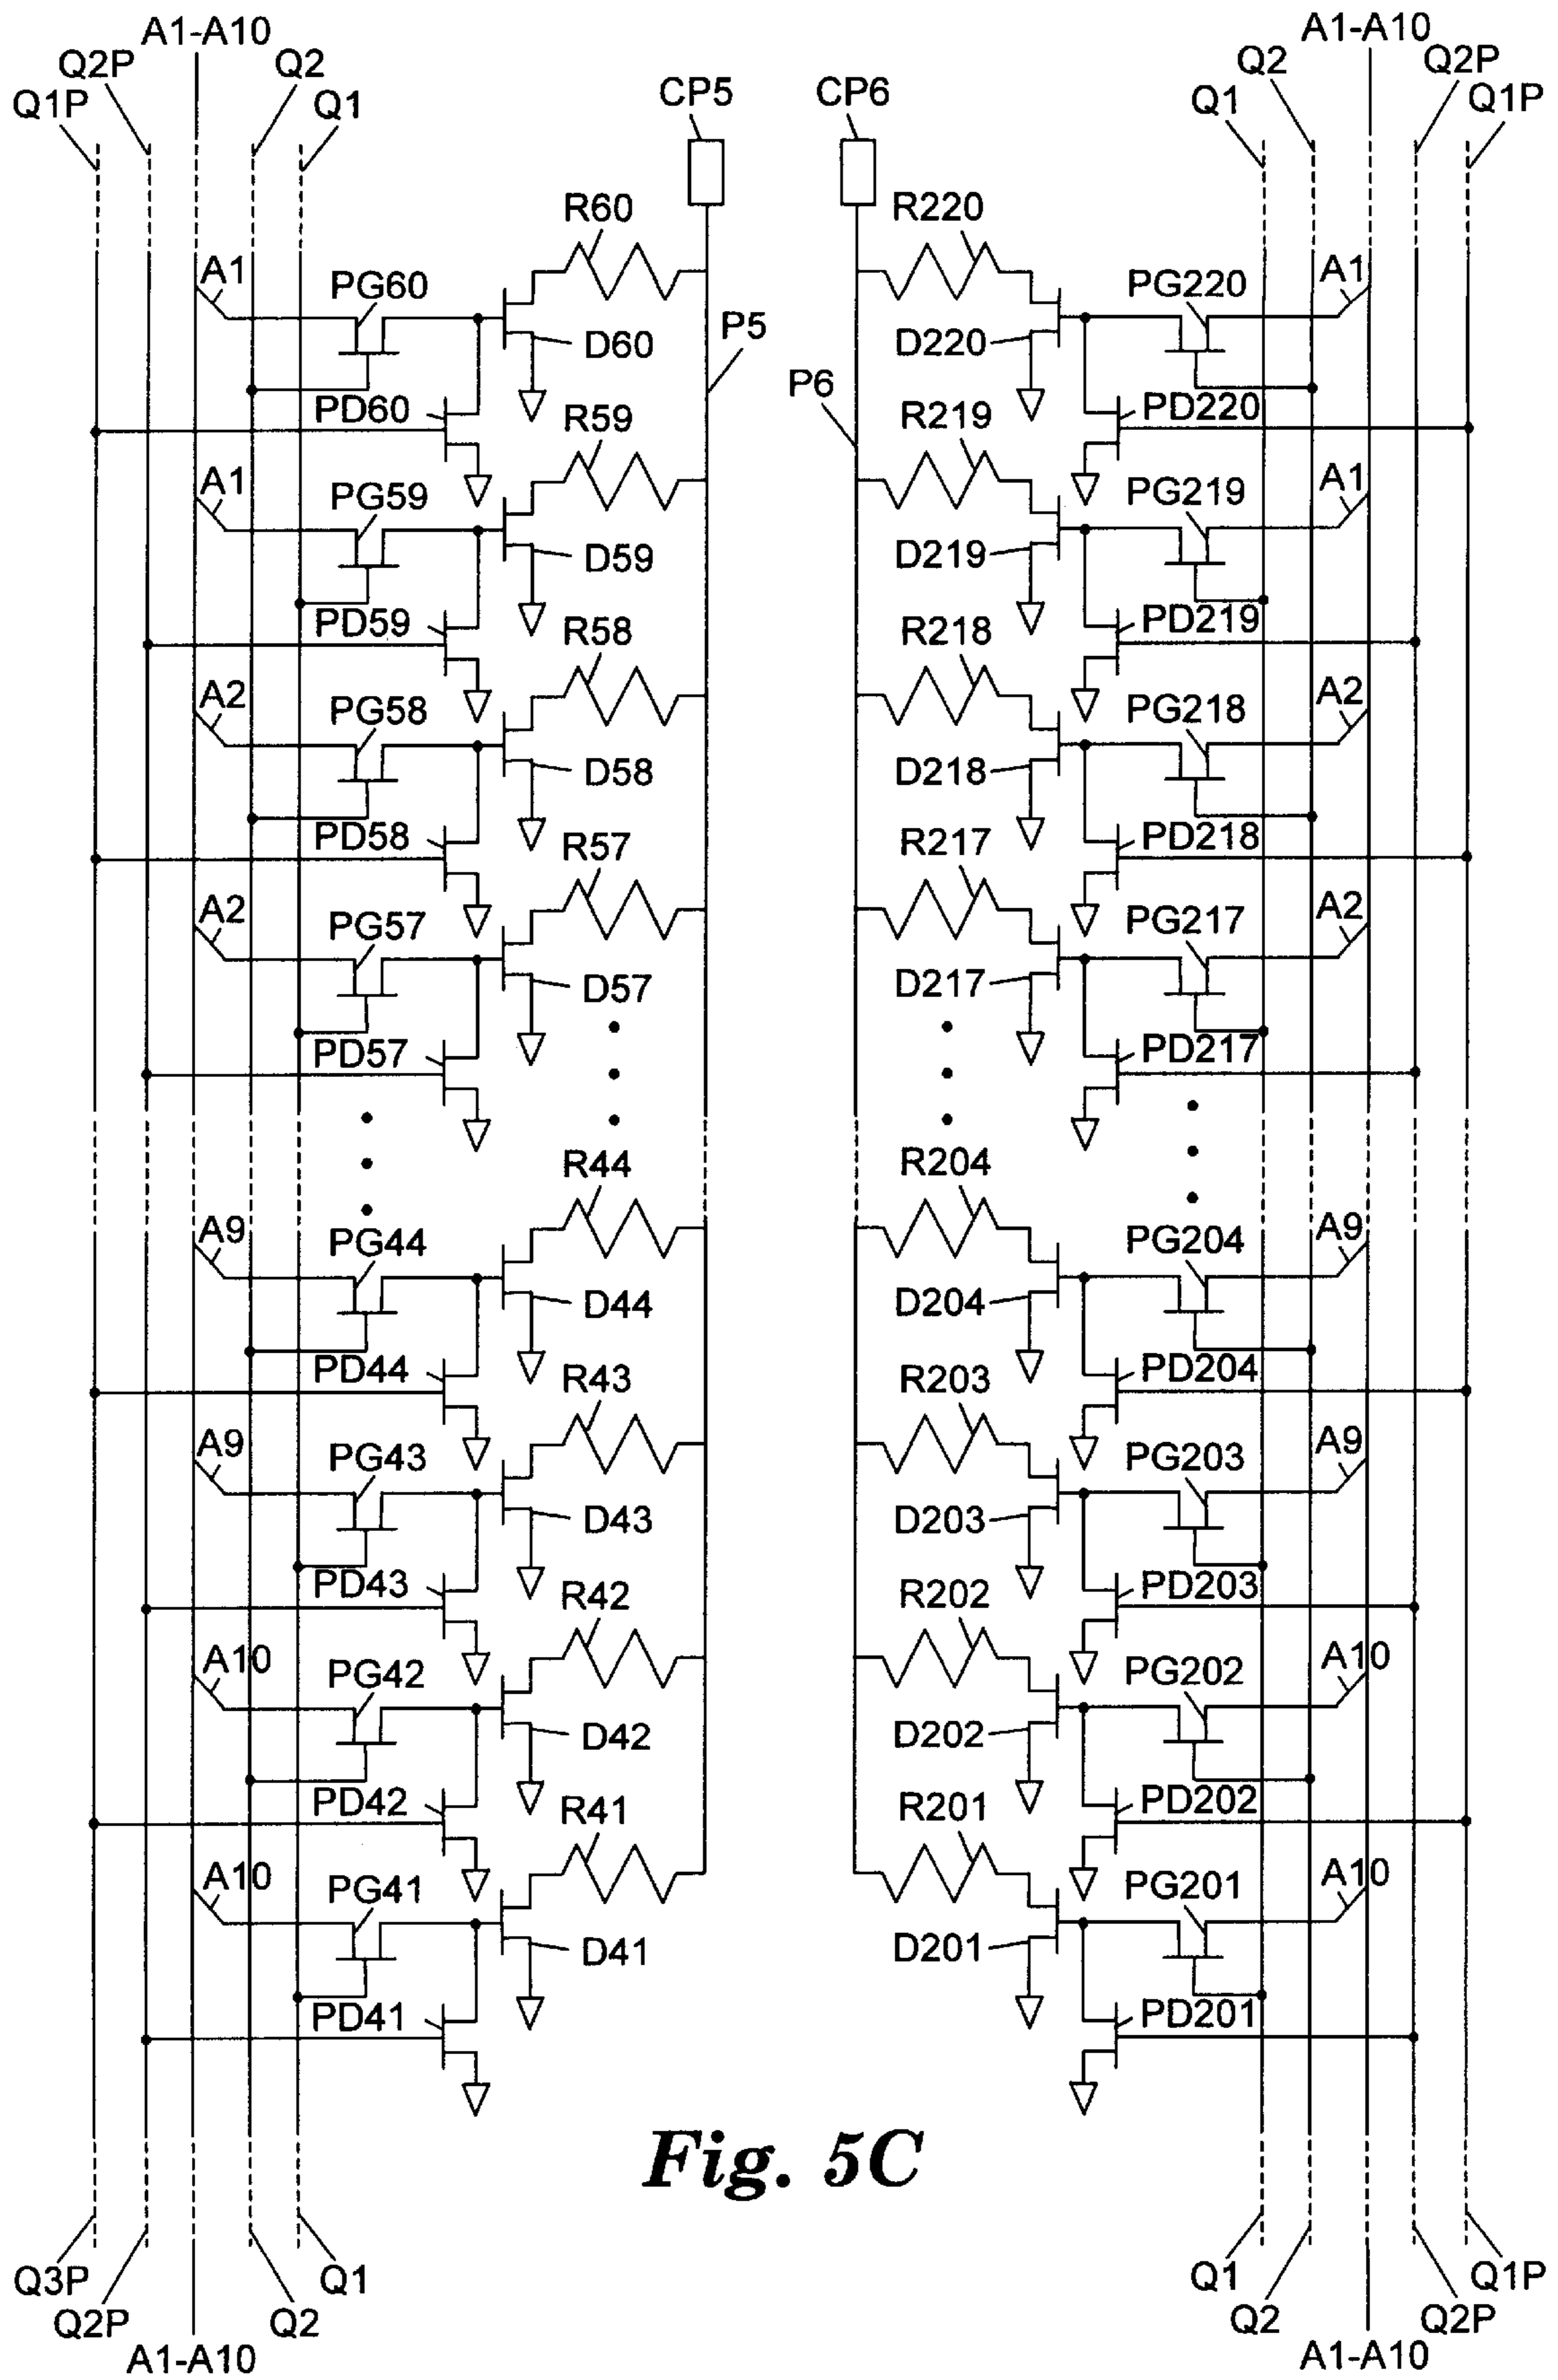 A1-A10 A1-A10
Q2P Q2 Q2 Q2P
Q1P Q1 CP5 CP6 Q1 Q1P
R60 R220
A1 PG60 PG220 A1
D60 P5 D220
P6
PD60 R59 R219 PD220
A1 PG59 PG219 A1
D59 D219
PD59 R58 R218 PD219
A2 PG58 PG218 A2
D58 D218
PD58 R57 R217 PD218
A2 PG57 PG217 A2
D57 D217
PD57 PD217
R44 R204
A9 PG44 PG204 A9
D44 D204
PD44 R43 R203 PD204
A9 PG43 PG203 A9
D43 D203
PD43 R42 R202 PD203
A10 PG42 PG202 A10
D42 D202
PD42 R41 R201 PD202
A10 PG41 PG201 A10
D41 D201
PD41 PD201
Fig. 5C
Q3P Q1 Q1 Q1P
Q2P Q2 Q2 Q2P
A1-A10 A1-A10